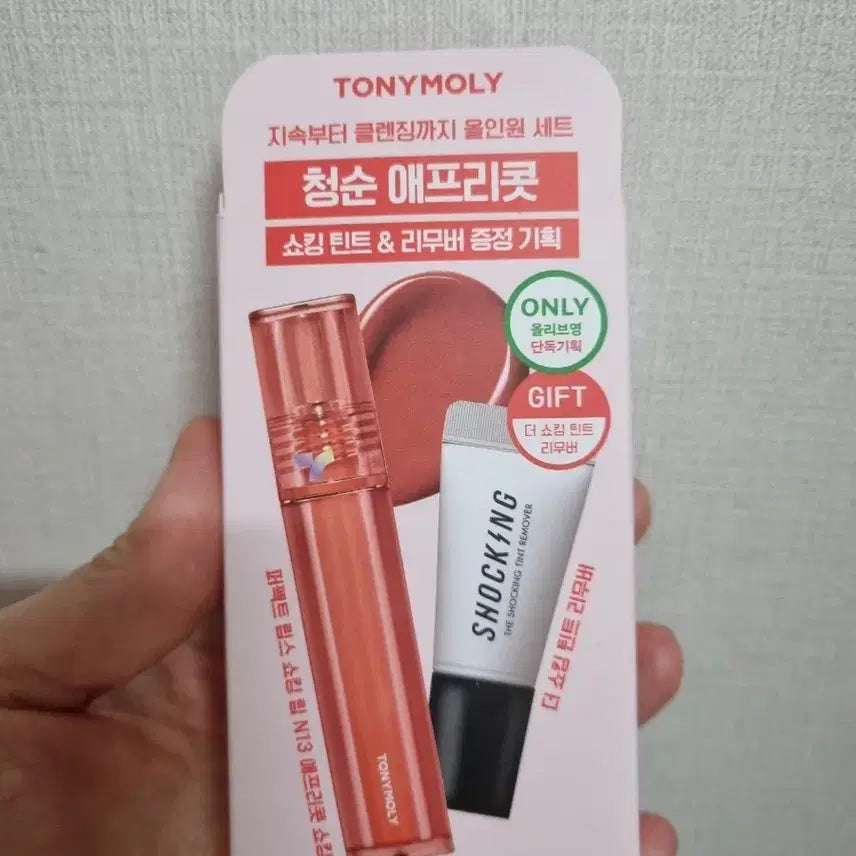 TONYMOLY
지속부터 클렌징까지 올인원 세트
청순 애프리콧
쇼킹 틴트 & 리무버 증정 기획
ONLY
올리브영
단독기획
GIFT
더 쇼킹 틴트
리무버
SHOCKING
THE SHOCKING TINT REMOVER
더 쇼킹 틴트 리무버
퍼펙트 립스 쇼킹 립 N13 애프리콧 쇼킹
TONYMOLY